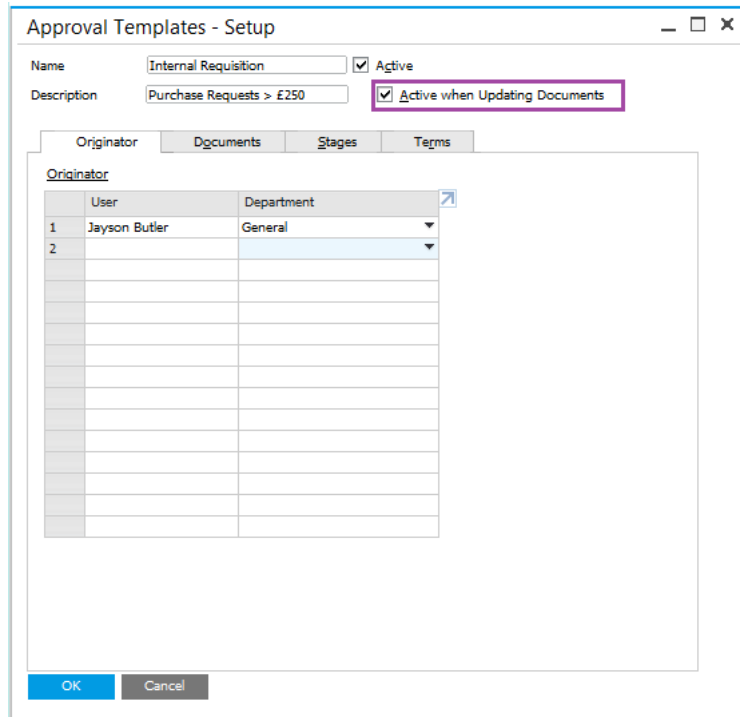 Approval Templates - Setup
Name Internal Requisition Active
Description Purchase Requests > £250 Active when Updating Documents
Originator Documents Stages Terms
Originator
User Department
1 Jayson Butler General
2
OK Cancel